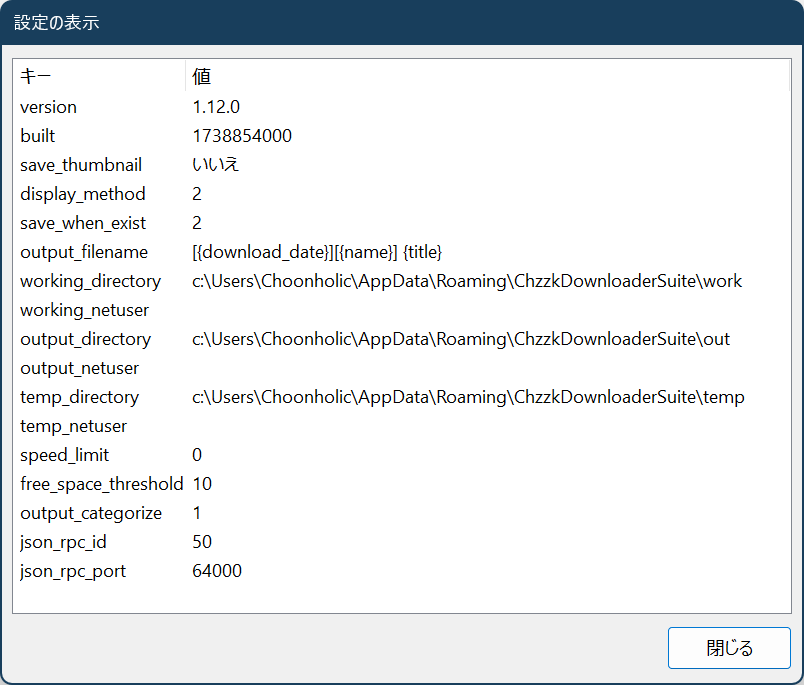 設定の表示
キー 値
version 1.12.0
built 1738854000
save_thumbnail いいえ
display_method 2
save_when_exist 2
output_filename [{download_date}][{name}] {title}
working_directory c:\Users\Choonholic\AppData\Roaming\ChzzkDownloaderSuite\work
working_netuser
output_directory c:\Users\Choonholic\AppData\Roaming\ChzzkDownloaderSuite\out
output_netuser
temp_directory c:\Users\Choonholic\AppData\Roaming\ChzzkDownloaderSuite\temp
temp_netuser
speed_limit 0
free_space_threshold 10
output_categorize 1
json_rpc_id 50
json_rpc_port 64000
閉じる